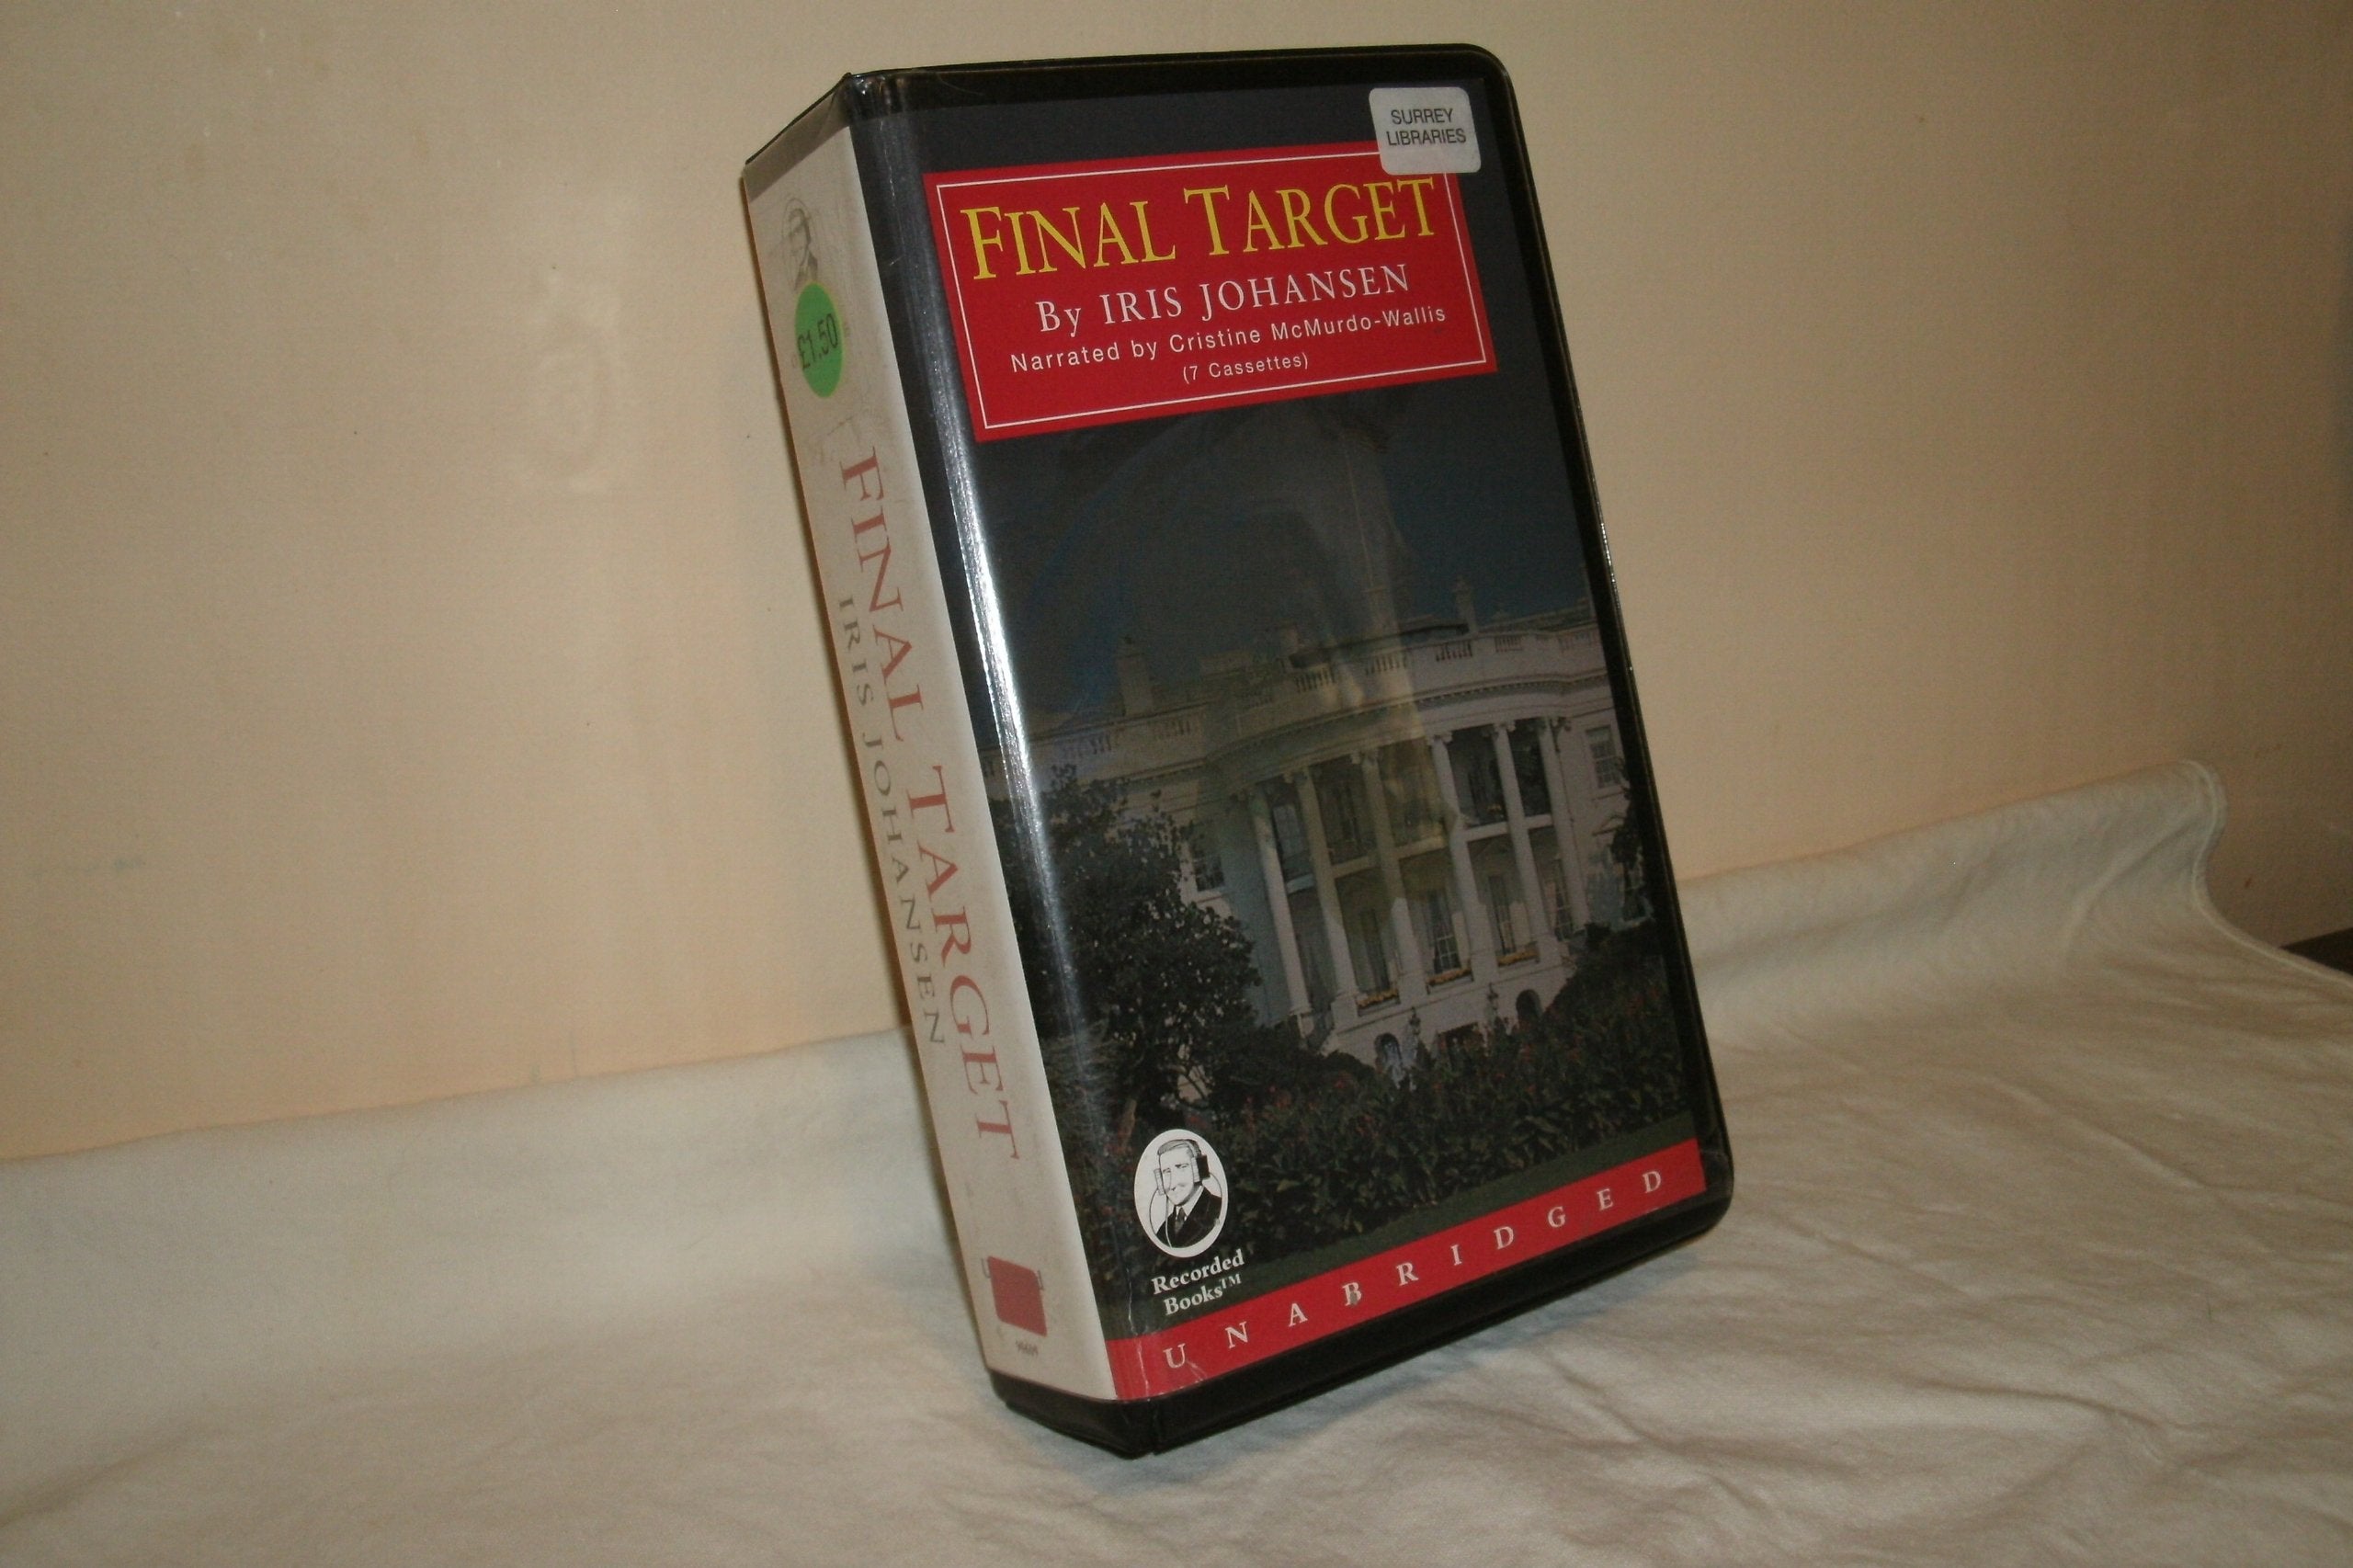 SURREY
LIBRARIES
FINAL TARGET
By IRIS JOHANSEN
Narrated by Cristine McMurdo-Wallis
(7 Cassettes)
Recorded
Books™
UNABRIDGED
£1.50
FINAL TARGET
IRIS JOHANSEN